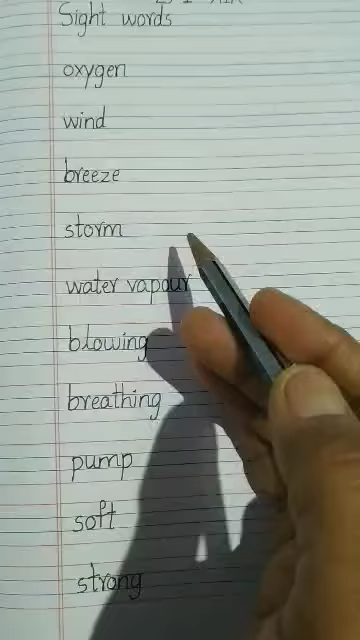 Sight words
oxygen
wind
breeze
storm
water vapour
blowing
breathing
pump
soft
strong